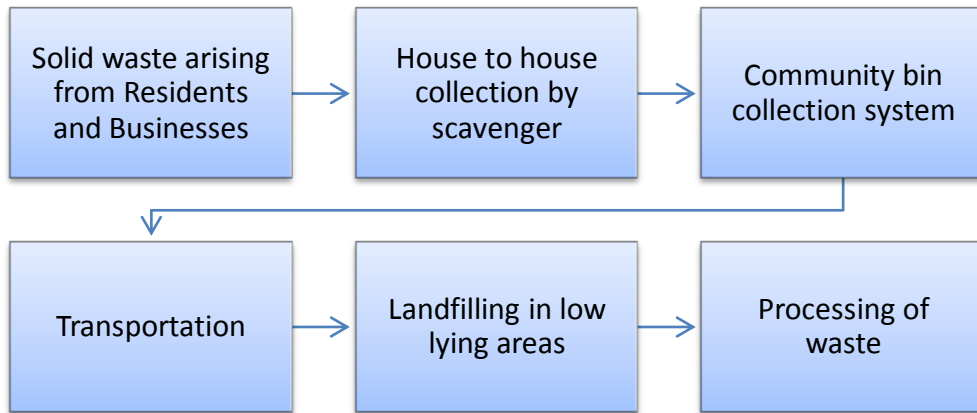 Solid waste arising
from Residents
and Businesses
House to house
collection by
scavenger
Community bin
collection system
Transportation
Landfilling in low
lying areas
Processing of
waste